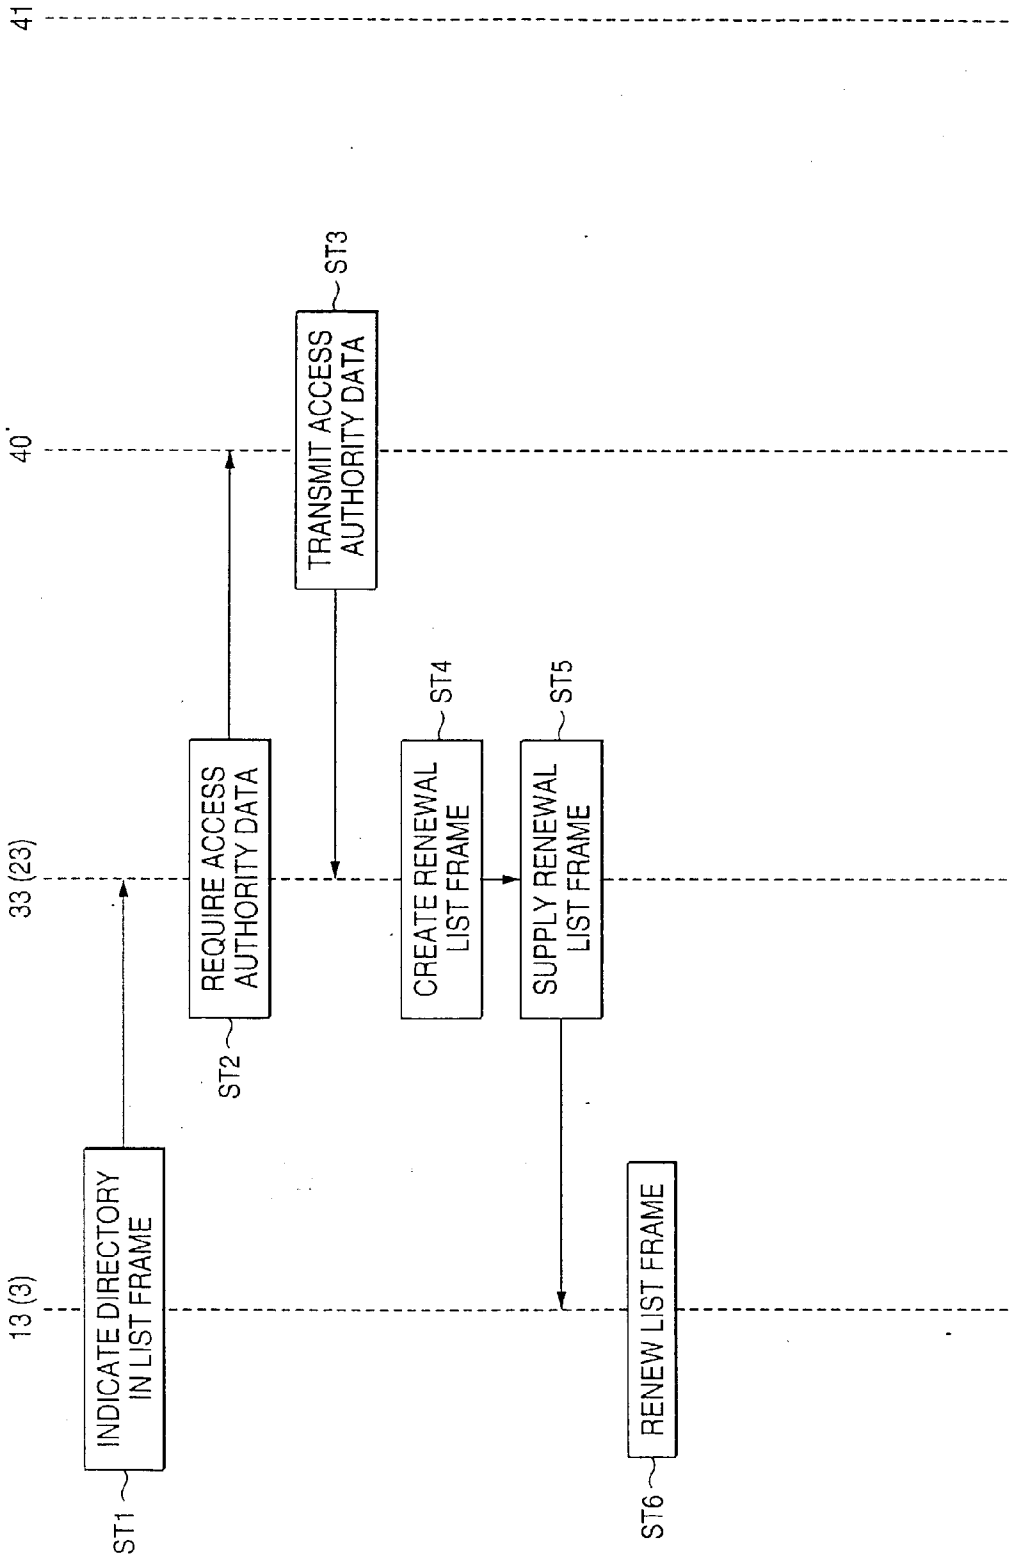 13 (3)
33 (23)
40
41
ST1
INDICATE DIRECTORY
IN LIST FRAME
ST2
REQUIRE ACCESS
AUTHORITY DATA
TRANSMIT ACCESS
AUTHORITY DATA
ST3
CREATE RENEWAL
LIST FRAME
ST4
SUPPLY RENEWAL
LIST FRAME
ST5
ST6
RENEW LIST FRAME